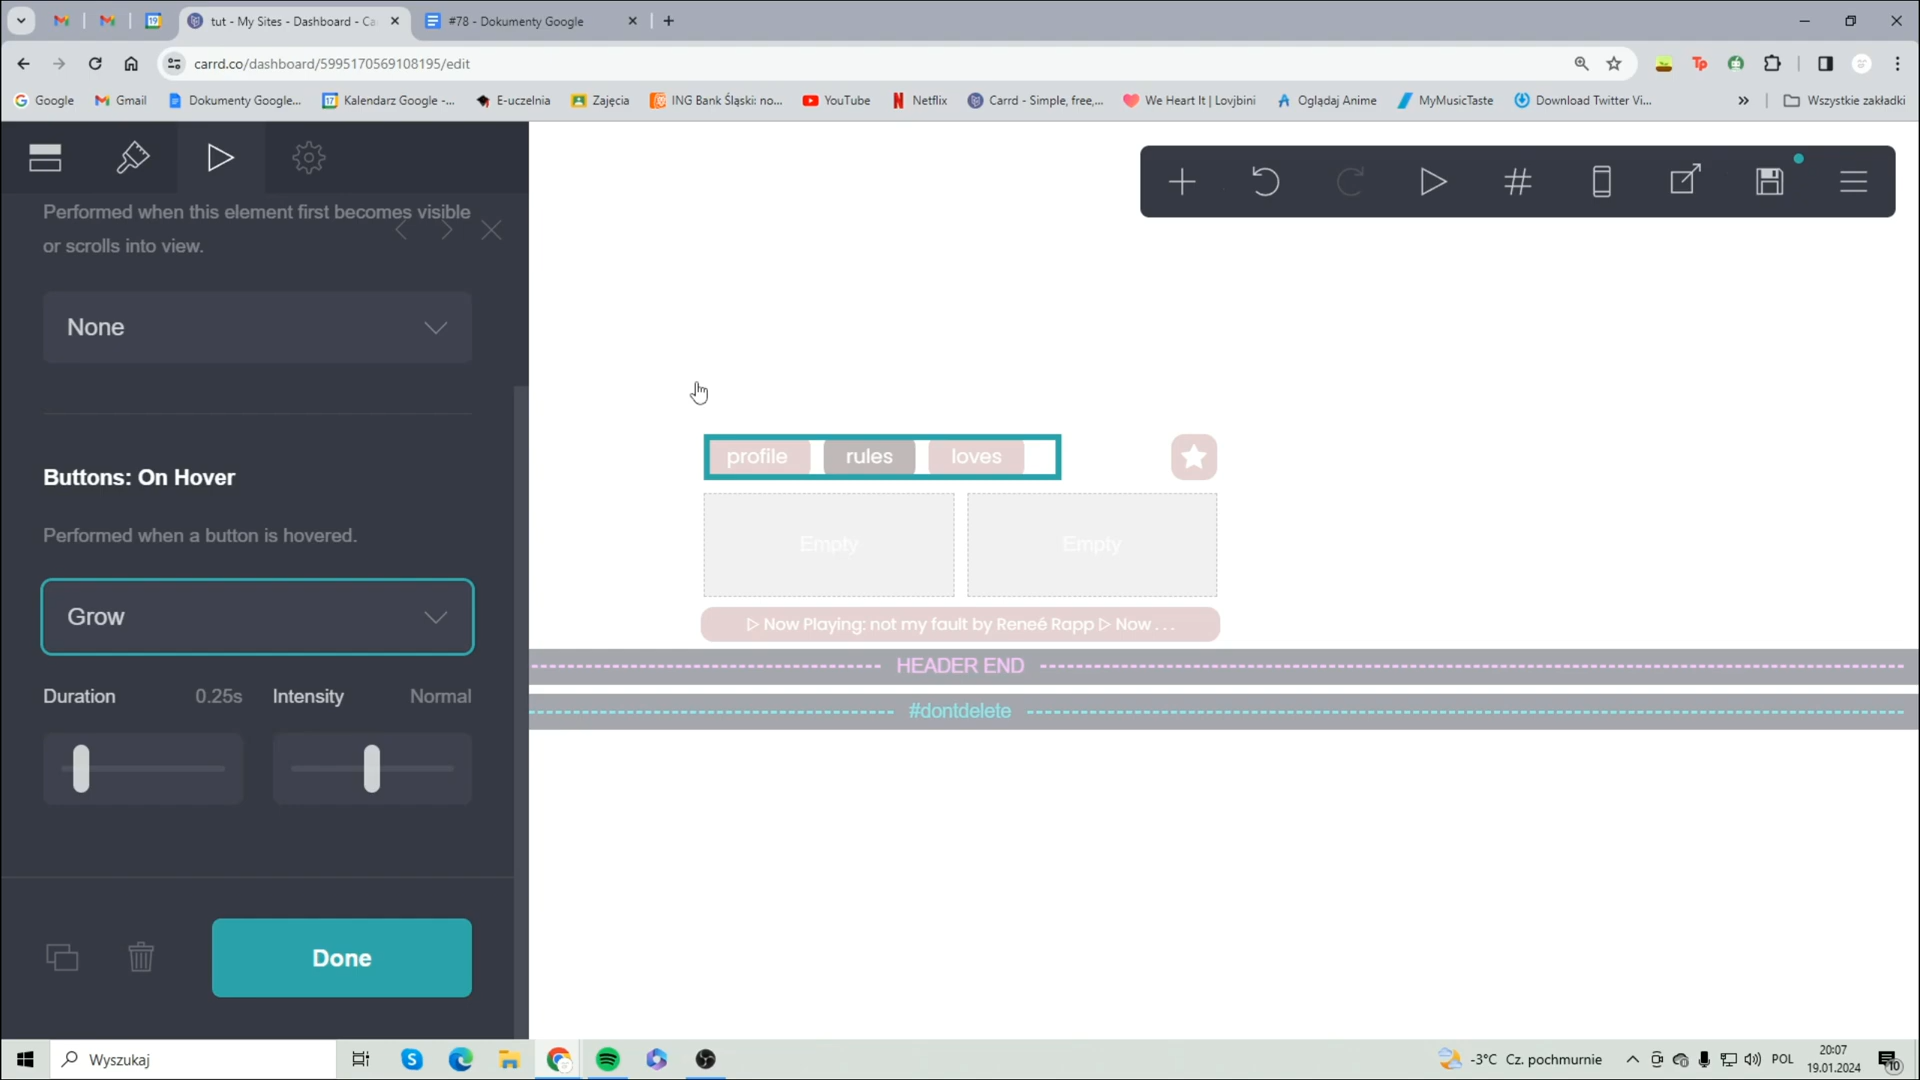 tut - My Sites - Dashboard - Ca
#78 - Dokumenty Google
carrd.co/dashboard/5995170569108195/edit
Google
Gmail
Dokumenty Google...
Kalendarz Google -...
E-uczelnia
Zajęcia
ING Bank Śląski: no...
YouTube
Netflix
Carrd - Simple, free,...
We Heart It | Lovjbini
Oglądaj Anime
MyMusicTaste
Download Twitter Vi...
Wszystkie zakładki
Performed when this element first becomes visible
or scrolls into view.
None
Buttons: On Hover
Performed when a button is hovered.
Grow
Duration 0.25s Intensity Normal
Done
profile rules loves
Empty Empty
▷ Now Playing: not my fault by Reneé Rapp ▷ Now . . .
HEADER END
#dontdelete
Wyszukaj
-3°C Cz. pochmurnie
POL
20:07
19.01.2024
10